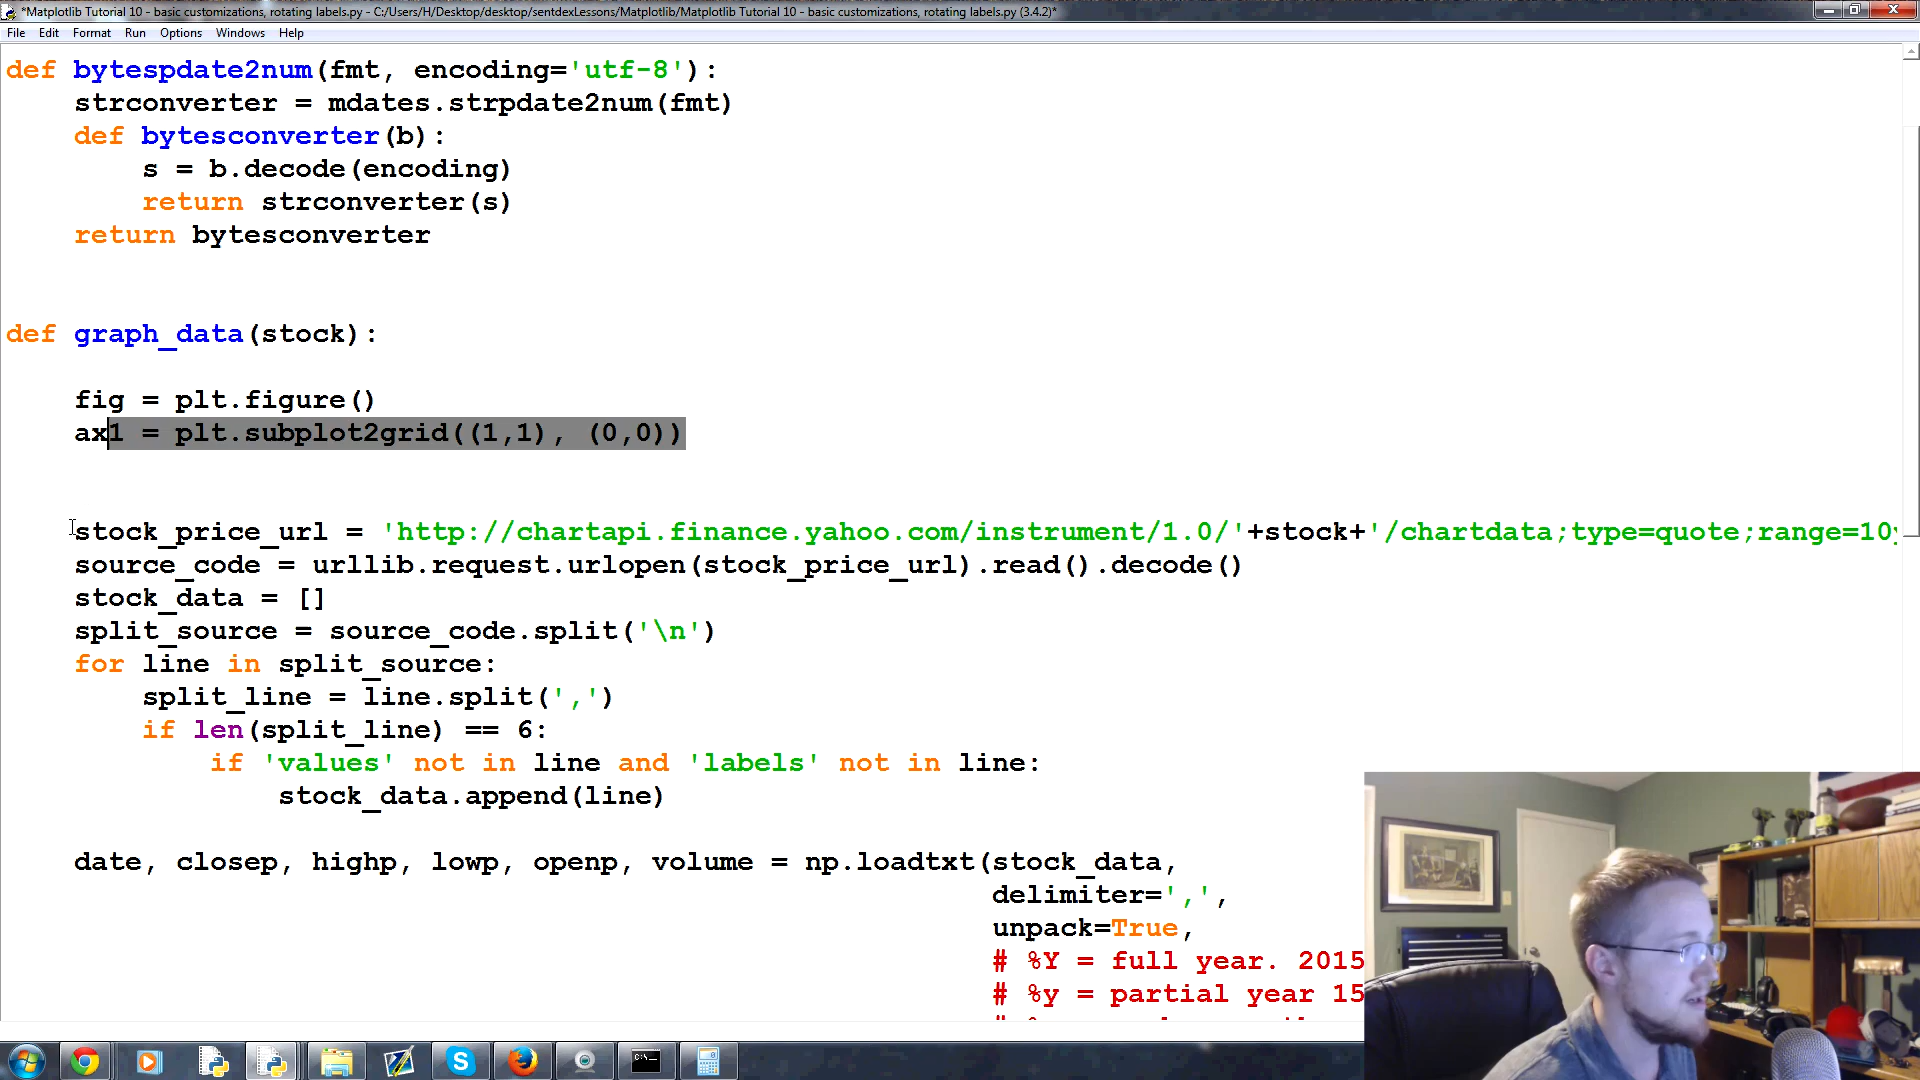 *Matplotlib Tutorial 10 - basic customizations, rotating labels.py - C:/Users/H/Desktop/desktop/sentdexLessons/Matplotlib/Matplotlib Tutorial 10 - basic customizations, rotating labels.py (3.4.2)*
File Edit Format Run Options Windows Help
def bytespdate2num(fmt, encoding='utf-8'):
    strconverter = mdates.strpdate2num(fmt)
    def bytesconverter(b):
        s = b.decode(encoding)
        return strconverter(s)
    return bytesconverter
def graph_data(stock):
    fig = plt.figure()
    ax1 = plt.subplot2grid((1,1), (0,0))
    stock_price_url = 'http://chartapi.finance.yahoo.com/instrument/1.0/'+stock+'/chartdata;type=quote;range=10y
    source_code = urllib.request.urlopen(stock_price_url).read().decode()
    stock_data = []
    split_source = source_code.split('\n')
    for line in split_source:
        split_line = line.split(',')
        if len(split_line) == 6:
            if 'values' not in line and 'labels' not in line:
                stock_data.append(line)
    date, closep, highp, lowp, openp, volume = np.loadtxt(stock_data,
                                                          delimiter=',',
                                                          unpack=True,
                                                          # %Y = full year. 2015
                                                          # %y = partial year 15